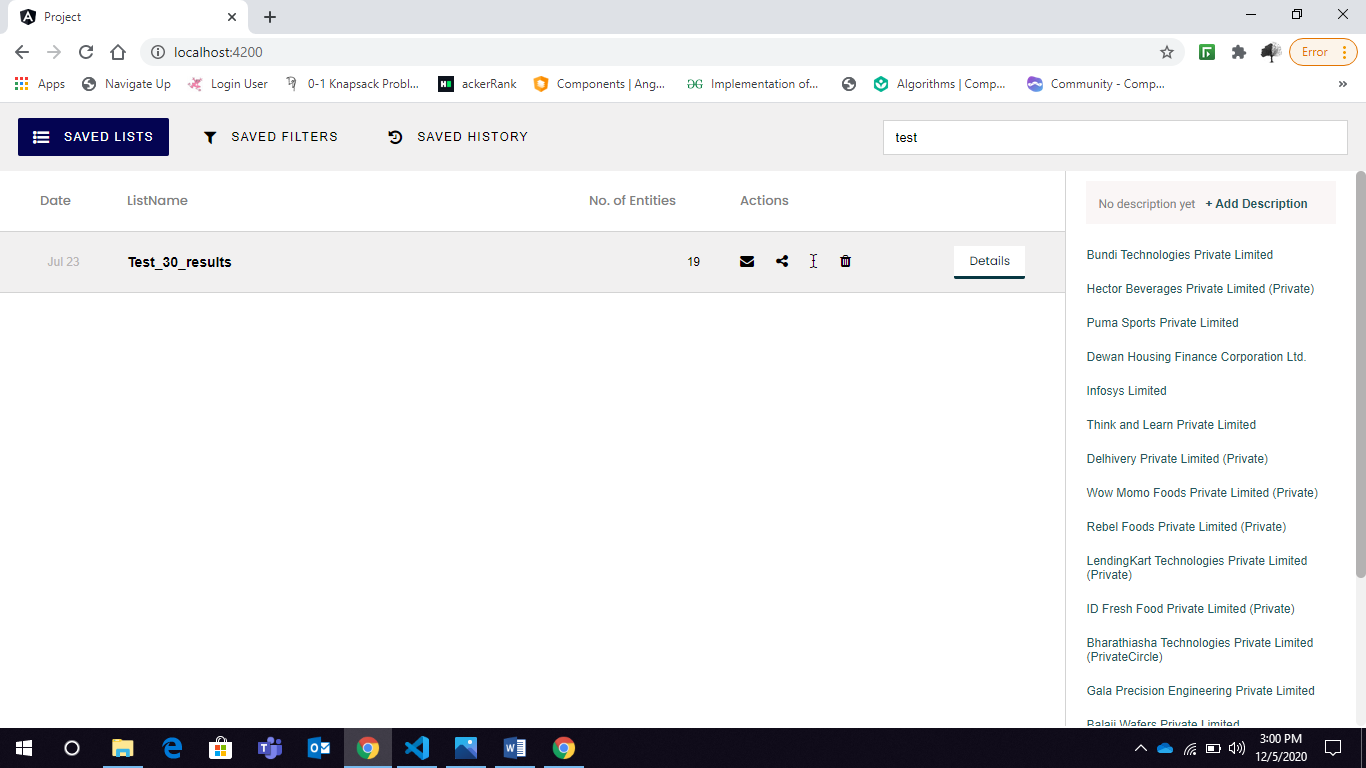 Project
localhost:4200
Error
Apps
Navigate Up
Login User
0-1 Knapsack Probl...
ackerRank
Components | Ang...
Implementation of...
Algorithms | Comp...
Community - Comp...
SAVED LISTS
SAVED FILTERS
SAVED HISTORY
test
Date
ListName
No. of Entities
Actions
Jul 23
Test_30_results
19
Details
No description yet
+ Add Description
Bundi Technologies Private Limited
Hector Beverages Private Limited (Private)
Puma Sports Private Limited
Dewan Housing Finance Corporation Ltd.
Infosys Limited
Think and Learn Private Limited
Delhivery Private Limited (Private)
Wow Momo Foods Private Limited (Private)
Rebel Foods Private Limited (Private)
LendingKart Technologies Private Limited
(Private)
ID Fresh Food Private Limited (Private)
Bharathiasha Technologies Private Limited
(PrivateCircle)
Gala Precision Engineering Private Limited
Balaji Wafers Private Limited
3:00 PM
12/5/2020